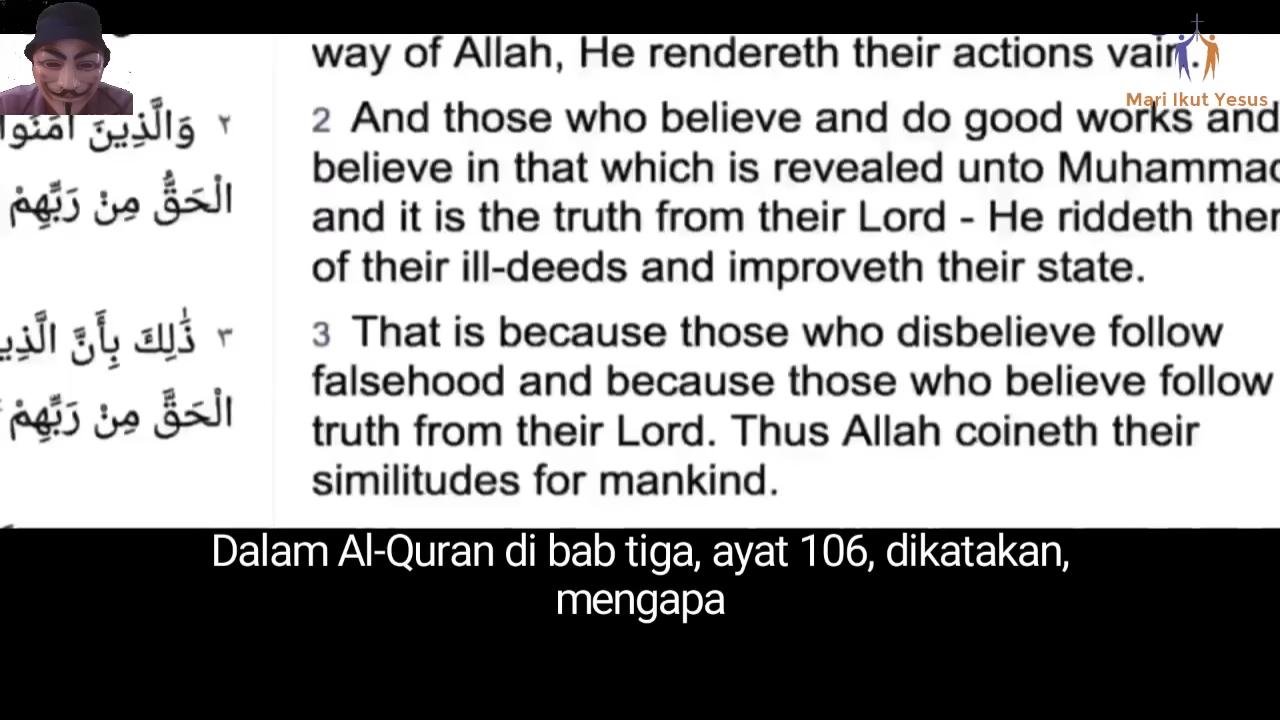 way of Allah, He rendereth their actions vain.
Mari Ikut Yesus
2 And those who believe and do good works and
believe in that which is revealed unto
and it is the truth from their Lord - He riddeth
of their ill-deeds and improveth their state.
٢ وَالَّذِينَ آمَنُوا
الْحَقُّ مِنْ رَبِّهِمْ
3 That is because those who disbelieve follow
falsehood and because those who believe follow
truth from their Lord. Thus Allah coineth their
similitudes for mankind.
٣ ذَٰلِكَ بِأَنَّ
الْحَقَّ مِنْ رَبِّهِمْ
Dalam Al-Quran di bab tiga, ayat 106, dikatakan,
mengapa